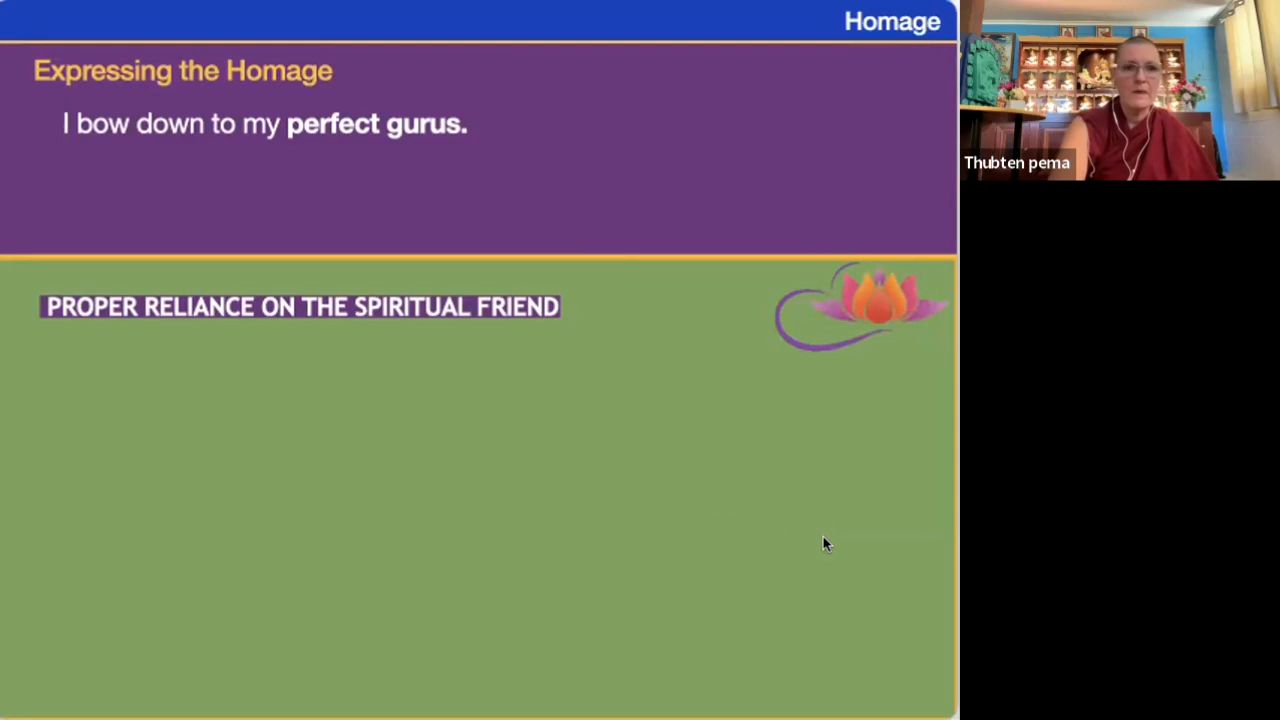 Homage
Expressing the Homage
I bow down to my perfect gurus.
PROPER RELIANCE ON THE SPIRITUAL FRIEND
Thubten pema